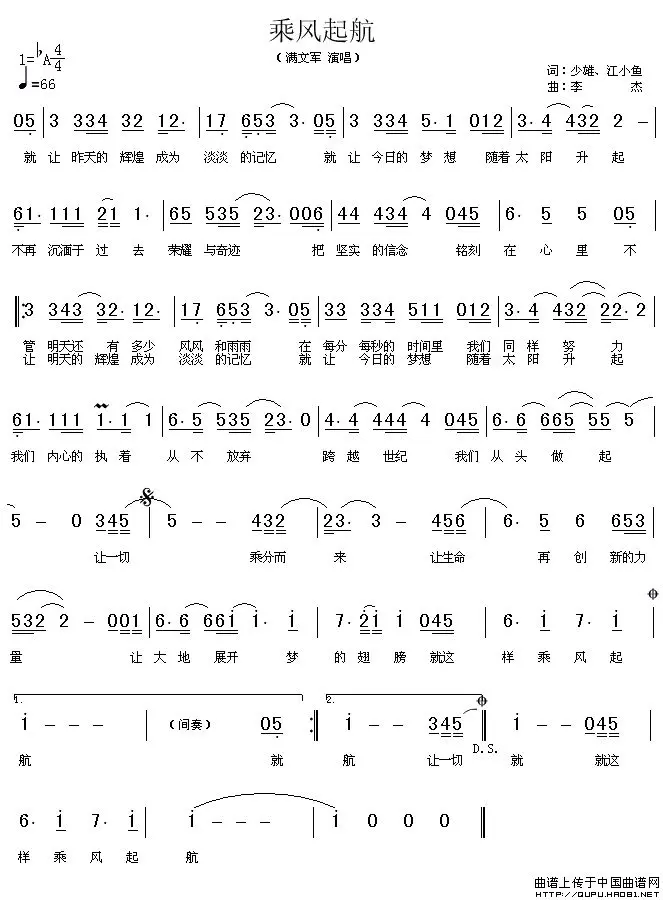 乘风起航
(满文军 演唱)
1=♭A 4/4
♩=66
词:少雄、江小鱼
曲:李 杰
05 3 334 32 12· 17 653 3· 05 3 334 5·1 012 3·4 432 2 -
就 让 昨天的 辉煌 成为 淡淡 的记忆 就 让 今日的 梦 想 随着 太 阳 升 起
61· 111 21 1· 65 535 23· 006 44 434 4 045 6· 5 5 05
不再 沉湎于 过 去 荣耀 与奇迹 把 坚实 的信念 铭刻 在 心 里 不
3 343 32· 12· 17 653 3· 05 33 334 511 012 3·4 432 22·2
管 明天还 有 多少 风风 和雨雨 在 每分 每秒的 时间里 我们 同 样 努 力
让 明天的 辉煌 成为 淡淡 的记忆 就 让 今日的 梦想 随着 太 阳 升 起
61· 111 1·1 1 6·5 535 23·0 4·4 444 4 045 6·6 665 55 5
我们 内心的 执 着 从 不 放弃 跨 越 世纪 我们 从 头 做 起
5 - 0 345 5 - - 432 23· 3 - 456 6· 5 6 653
让一切 乘分而 来 让生命 再 创 新的力
532 2 - 001 6·6 661 1· 1 7·21 1 045 6· 1 7· 1
量 让 大 地 展开 梦 的 翅 膀 就这 样 乘 风 起
1. 2.
1 - - - (间奏) 05 1 - - 345 1 - - 045
D.S.
航 就 航 让一切 就 就这
6· 1 7· 1 1 - - - 1 0 0 0
样 乘 风 起 航
曲谱上传于中国曲谱网
http://QUPU.HAO81.NET